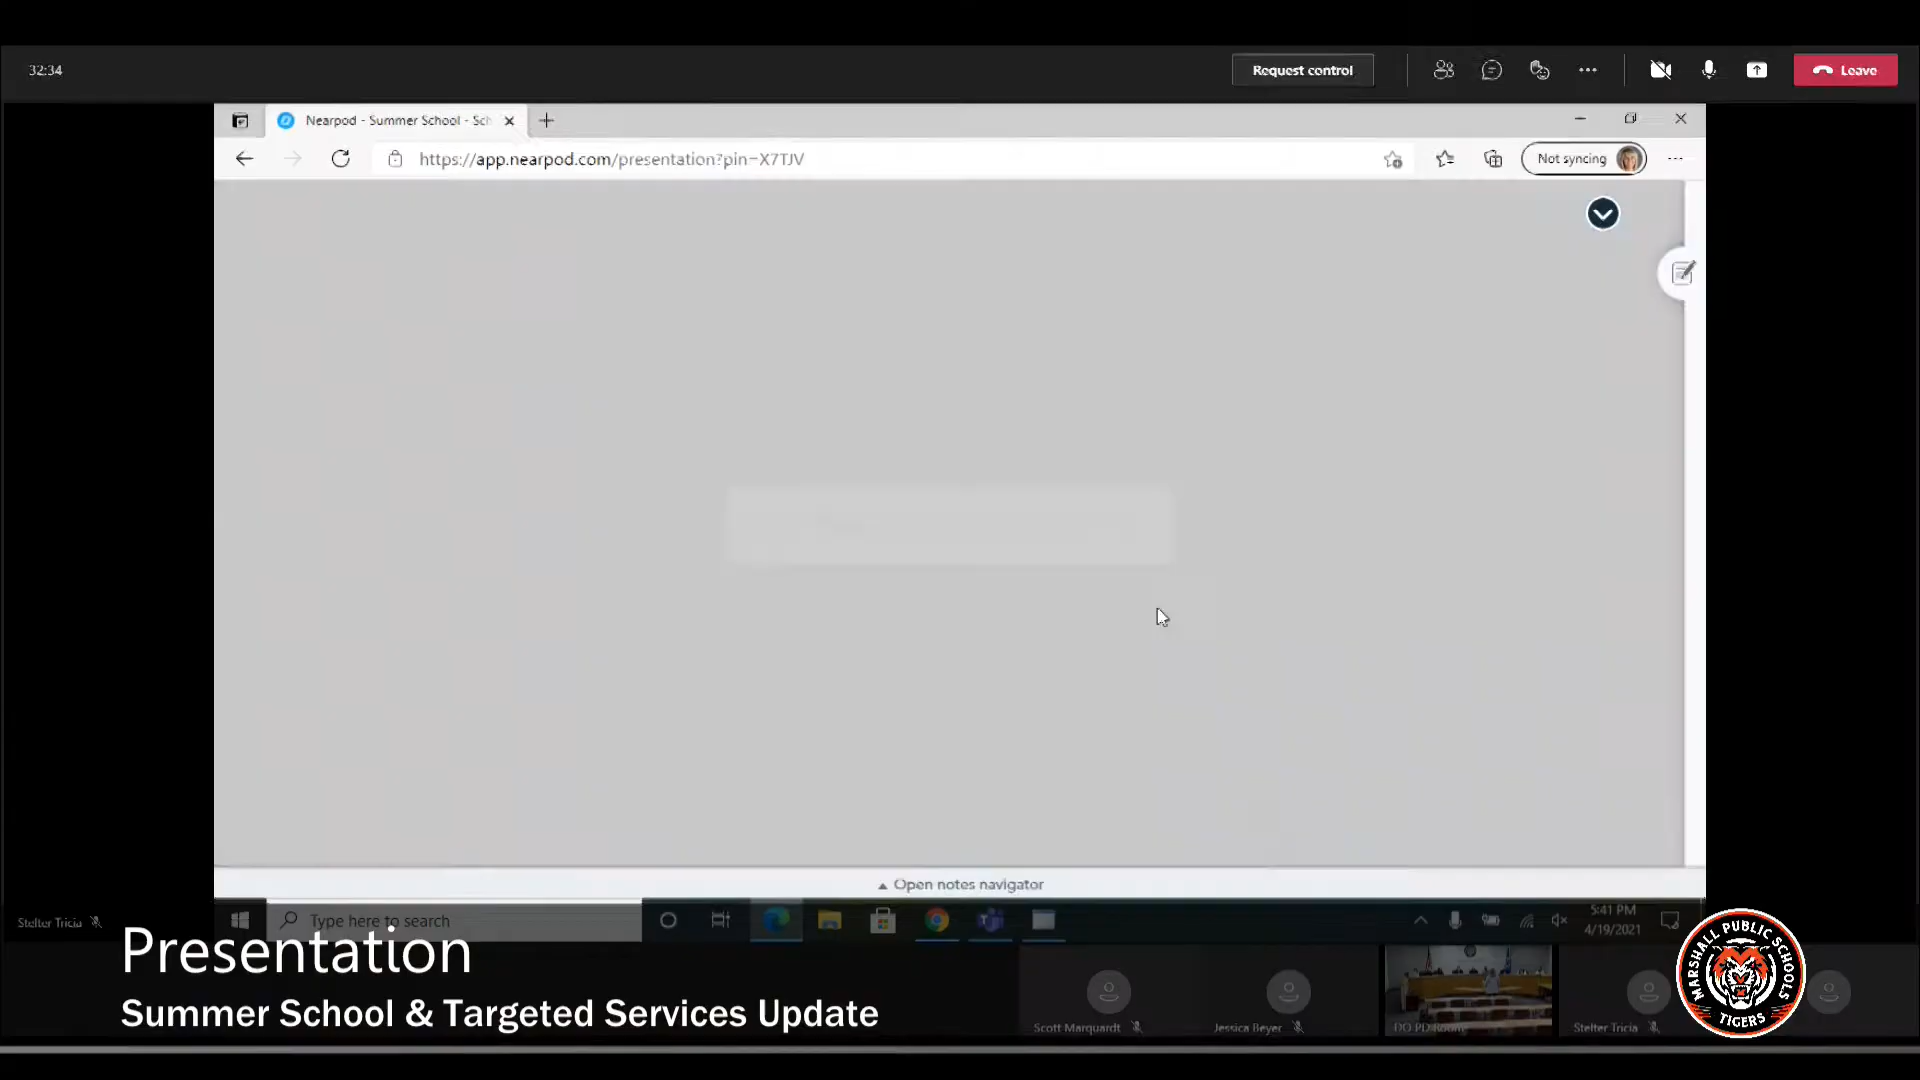 32:34
Request control
Leave
Nearpod - Summer School - Sch
https://app.nearpod.com/presentation?pin=X7TJV
Not syncing
Open notes navigator
Type here to search
5:41 PM
4/19/2021
Stelter Tricia
Presentation
Summer School & Targeted Services Update
Scott Marquardt
Jessica Beyer
Stelter Tricia
MARSHALL PUBLIC SCHOOLS
TIGERS